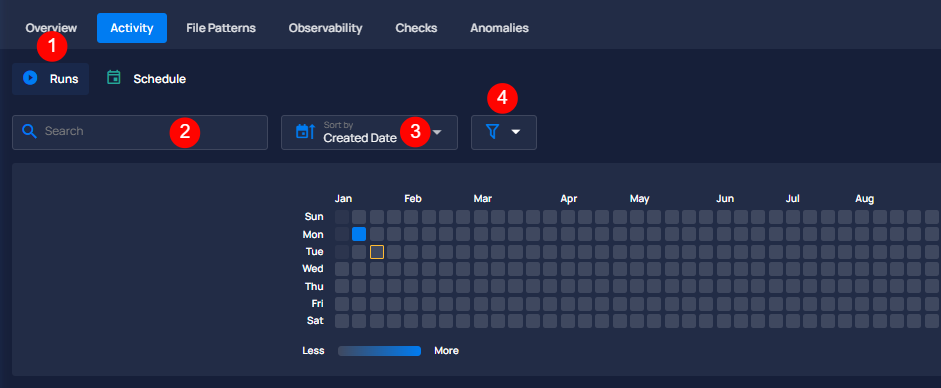 Overview Activity File Patterns Observability Checks Anomalies
1
Runs Schedule
4
Search 2 Sort by
Created Date 3
Jan Feb Mar Apr May Jun Jul Aug
Sun
Mon
Tue
Wed
Thu
Fri
Sat
Less More